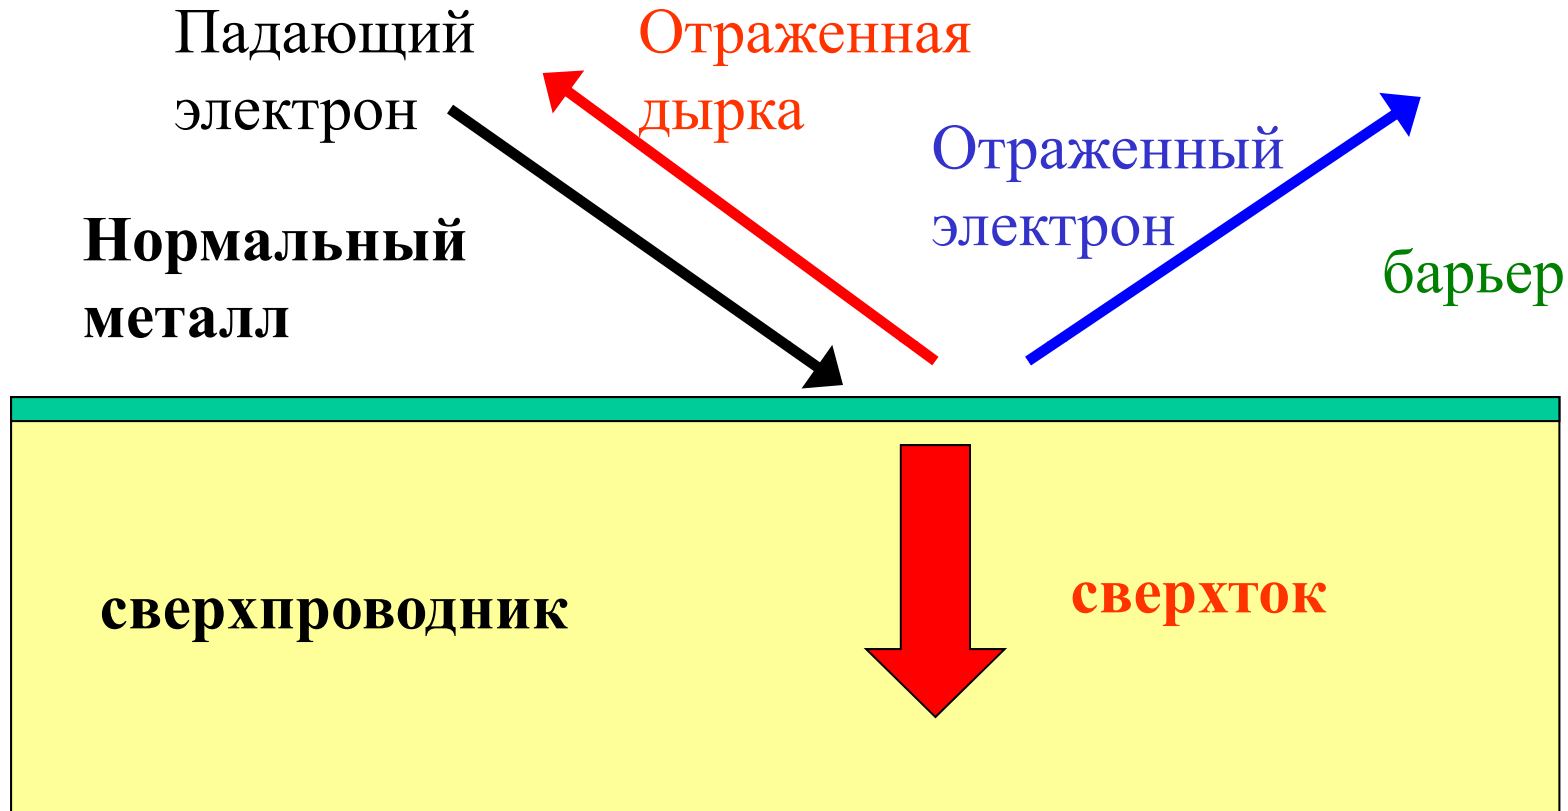 Падающий
электрон
Отраженная
дырка
Отраженный
электрон
Нормальный
металл
барьер
сверхпроводник
сверхток